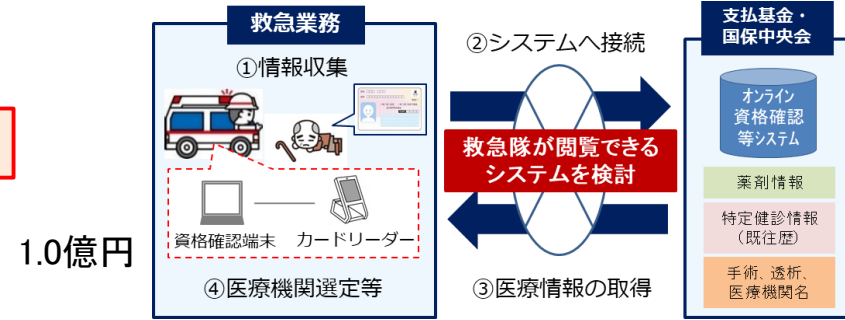 救急業務
①情報収集
資格確認端末
カードリーダー
④医療機関選定等
1.0億円
②システムへ接続
救急隊が閲覧できる
システムを検討
③医療情報の取得
支払基金・
国保中央会
オンライン
資格確認
等システム
薬剤情報
特定健診情報
(既往歴)
手術、透析、
医療機関名